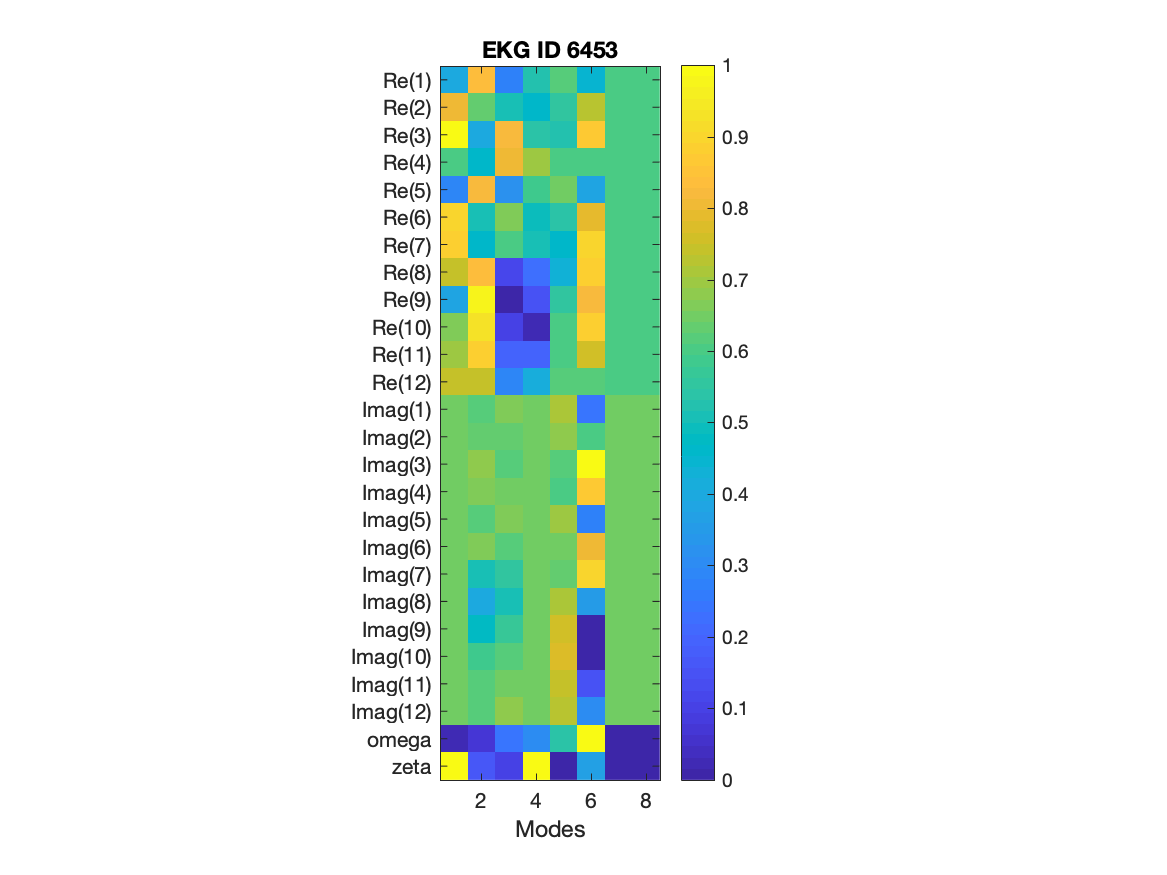 EKG ID 6453
Re(1)
Re(2)
Re(3)
Re(4)
Re(5)
Re(6)
Re(7)
Re(8)
Re(9)
Re(10)
Re(11)
Re(12)
Imag(1)
Imag(2)
Imag(3)
Imag(4)
Imag(5)
Imag(6)
Imag(7)
Imag(8)
Imag(9)
Imag(10)
Imag(11)
Imag(12)
omega
zeta
2 4 6 8
Modes
1
0.9
0.8
0.7
0.6
0.5
0.4
0.3
0.2
0.1
0